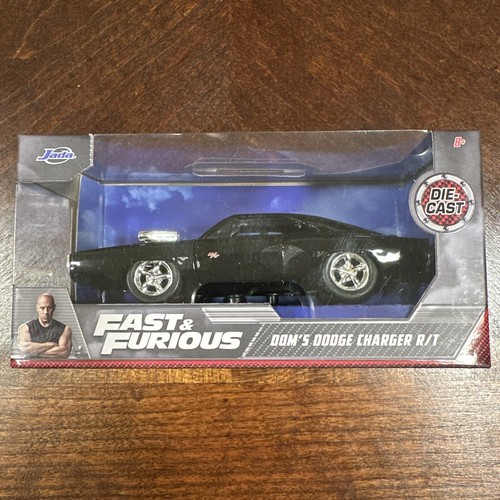 Jada
8+
DIE-
CAST
R/T
FAST &
FURIOUS
DOM'S DODGE CHARGER R/T